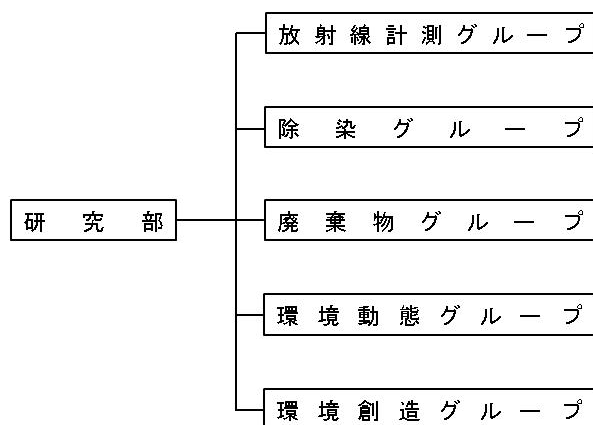 放射線計測グループ
除染グループ
研究部
廃棄物グループ
環境動態グループ
環境創造グループ